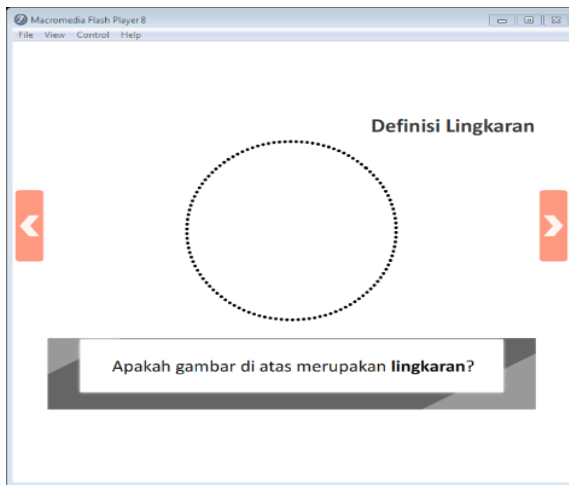 Macromedia Flash Player 8
File View Control Help
Definisi Lingkaran
Apakah gambar di atas merupakan lingkaran?